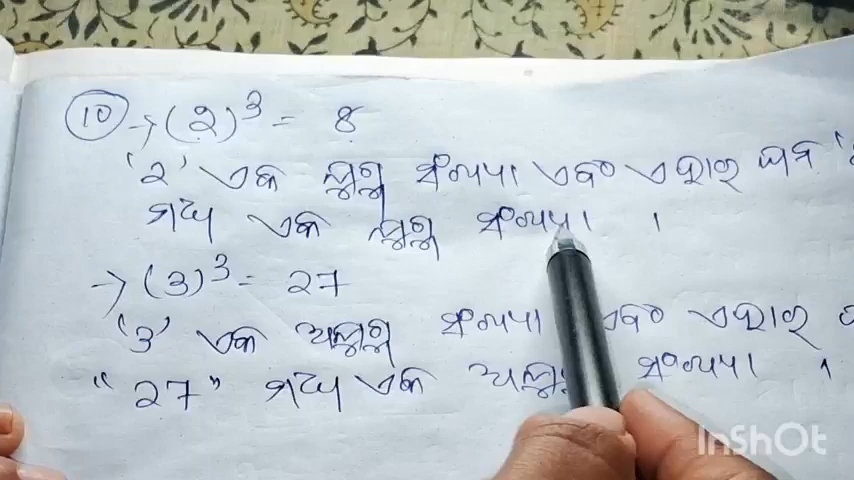 10 → (2)³ = 8
'2' ଏକ ଯୁଗ୍ମ ସଂଖ୍ୟା ଏବଂ ଏହାର ଘନ
ମଧ୍ୟ ଏକ ଯୁଗ୍ମ ସଂଖ୍ୟା ।
→ (3)³ = 27
'3' ଏକ ଅଯୁଗ୍ମ ସଂଖ୍ୟା ଏବଂ ଏହାର
"27" ମଧ୍ୟ ଏକ ସଂଖ୍ୟା ।
InShOt